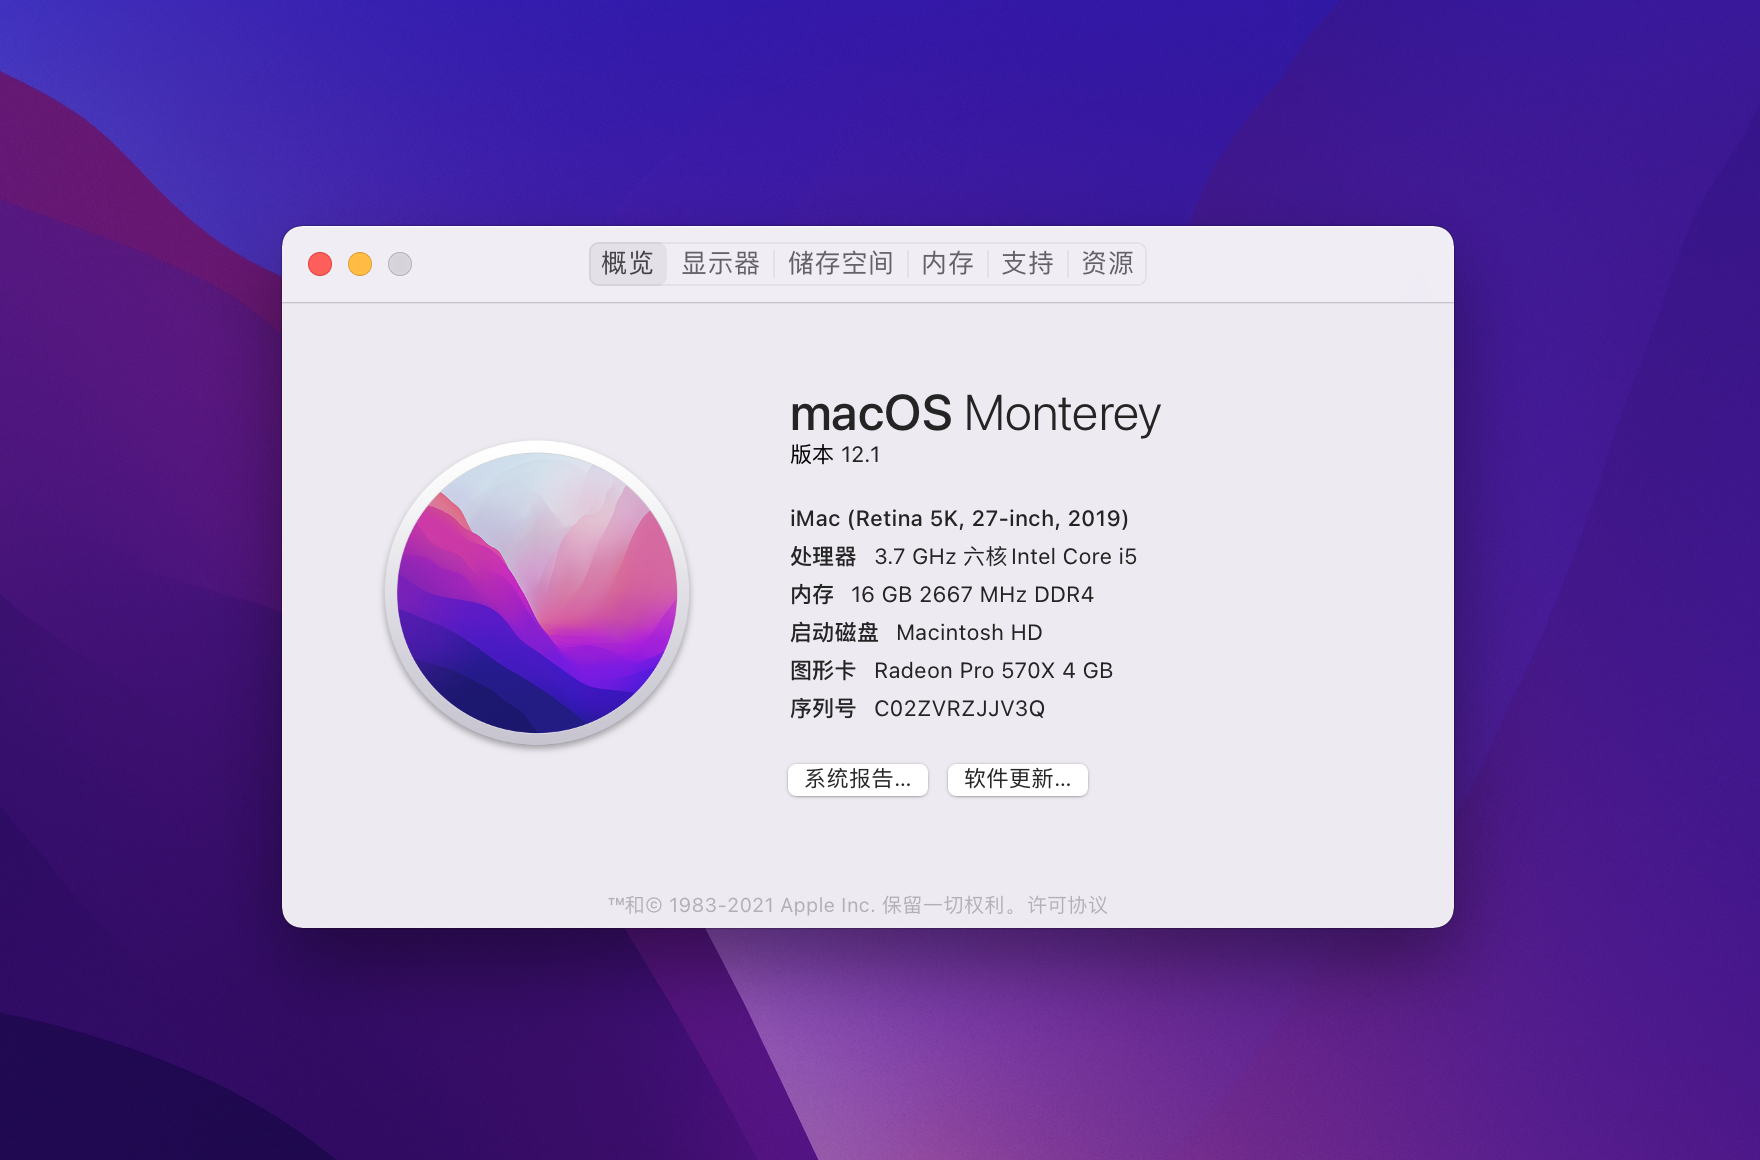 概览 显示器 储存空间 内存 支持 资源
macOS Monterey
版本 12.1
iMac (Retina 5K, 27-inch, 2019)
处理器 3.7 GHz 六核Intel Core i5
内存 16 GB 2667 MHz DDR4
启动磁盘 Macintosh HD
图形卡 Radeon Pro 570X 4 GB
序列号 C02ZVRZJJV3Q
系统报告... 软件更新...
™和© 1983-2021 Apple Inc. 保留一切权利。许可协议